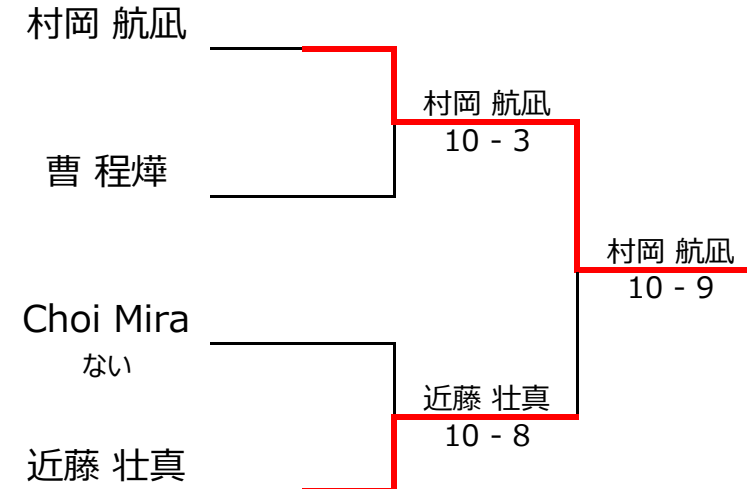 村岡 航凪
曹 程燁
Choi Mira
ない
近藤 壮真
村岡 航凪
10 - 3
近藤 壮真
10 - 8
村岡 航凪
10 - 9